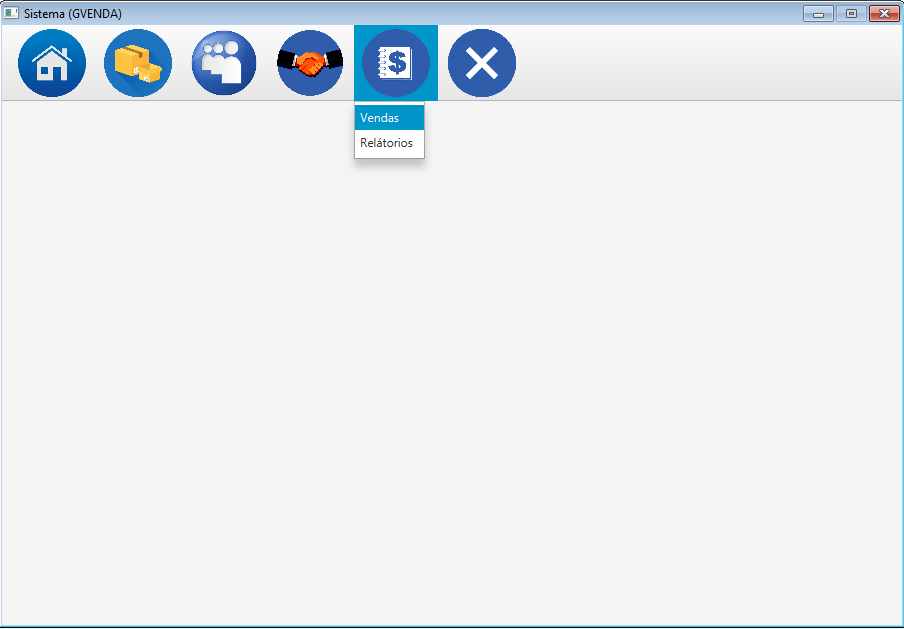 Sistema (GVENDA)
$
Vendas
Relátorios